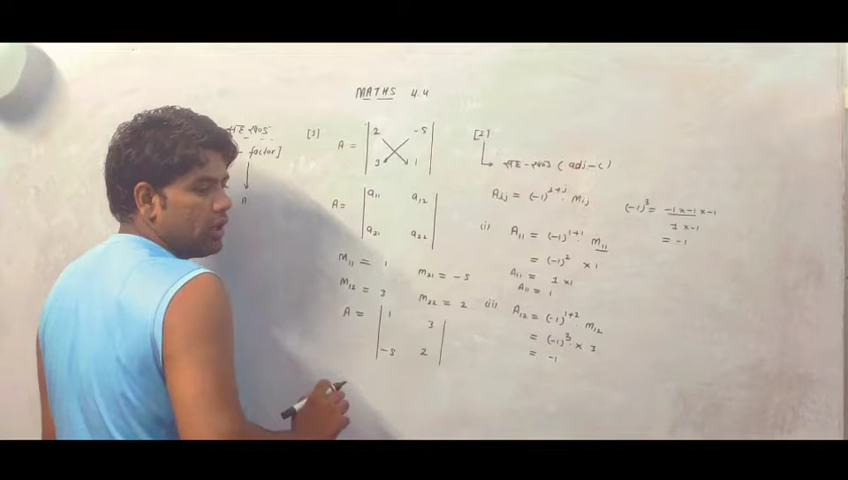 MATHS 4.4
- factor]
A
[1]
A = | 2 -5 |
| 3 1 |
A = | a11 a12 |
| a21 a22 |
M11 = 1
M12 = 3
M21 = -5
M22 = 2
A = | 1 3 |
| -5 2 |
[2]
Aij = (-1)^i+j . Mij
(i) A11 = (-1)^1+1 . M11
= (-1)^2 × 1
A11 = 1×1
A11 = 1
(ii) A12 = (-1)^1+2 . M12
= (-1)^3 × 3
= -1
(-1)^3 = -1 × -1 × -1
1 × -1
= -1